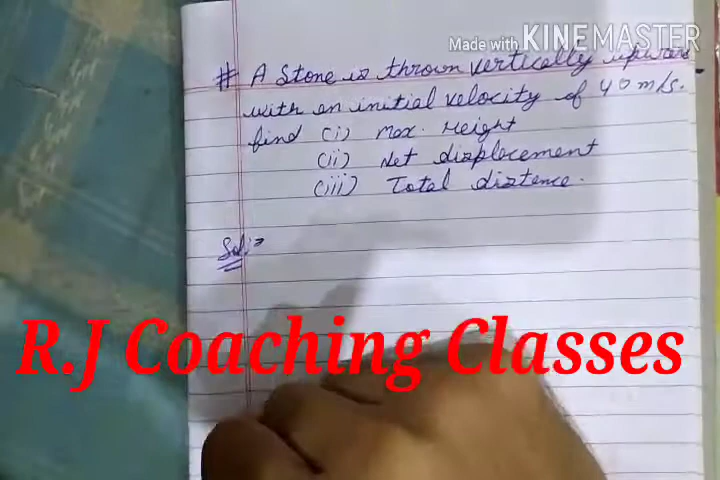 Made with KINEMASTER
# A stone is thrown vertically upward
with an initial velocity of 40 m/s.
find (i) Max. Height
(ii) Net displacement
(iii) Total distance.
Sol:-
R.J Coaching Classes